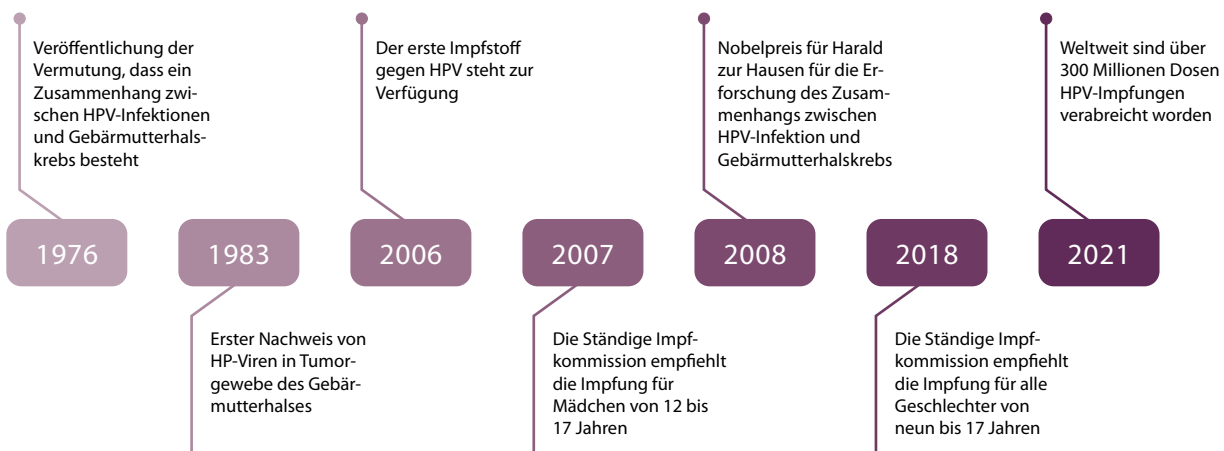 Veröffentlichung der
Vermutung, dass ein
Zusammenhang zwi-
schen HPV-Infektionen
und Gebärmutterhals-
krebs besteht
Der erste Impfstoff
gegen HPV steht zur
Verfügung
Nobelpreis für Harald
zur Hausen für die Er-
forschung des Zusam-
menhangs zwischen
HPV-Infektion und
Gebärmutterhalskrebs
Weltweit sind über
300 Millionen Dosen
HPV-Impfungen
verabreicht worden
1976
1983
2006
2007
2008
2018
2021
Erster Nachweis von
HP-Viren in Tumor-
gewebe des Gebär-
mutterhalses
Die Ständige Impf-
kommission empfiehlt
die Impfung für
Mädchen von 12 bis
17 Jahren
Die Ständige Impf-
kommission empfiehlt
die Impfung für alle
Geschlechter von
neun bis 17 Jahren